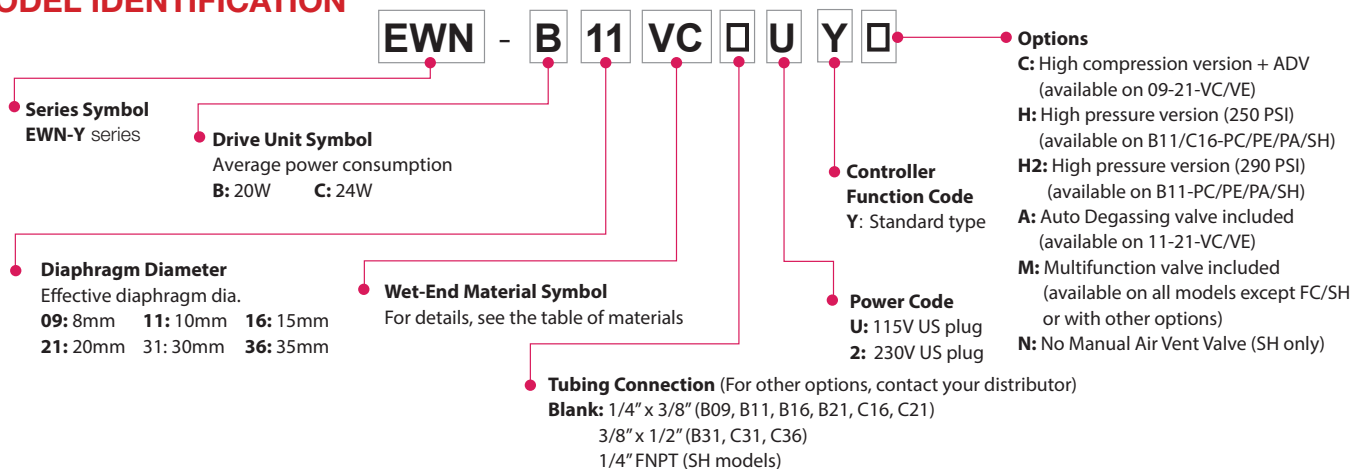 MODEL IDENTIFICATION
EWN - B 11 VC □ U Y □
Series Symbol
EWN-Y series
Drive Unit Symbol
Average power consumption
B: 20W C: 24W
Diaphragm Diameter
Effective diaphragm dia.
09: 8mm 11: 10mm 16: 15mm
21: 20mm 31: 30mm 36: 35mm
Wet-End Material Symbol
For details, see the table of materials
Tubing Connection (For other options, contact your distributor)
Blank: 1/4” x 3/8” (B09, B11, B16, B21, C16, C21)
3/8” x 1/2” (B31, C31, C36)
1/4” FNPT (SH models)
Power Code
U: 115V US plug
2: 230V US plug
Controller
Function Code
Y: Standard type
Options
C: High compression version + ADV
(available on 09-21-VC/VE)
H: High pressure version (250 PSI)
(available on B11/C16-PC/PE/PA/SH)
H2: High pressure version (290 PSI)
(available on B11-PC/PE/PA/SH)
A: Auto Degassing valve included
(available on 11-21-VC/VE)
M: Multifunction valve included
(available on all models except FC/SH
or with other options)
N: No Manual Air Vent Valve (SH only)